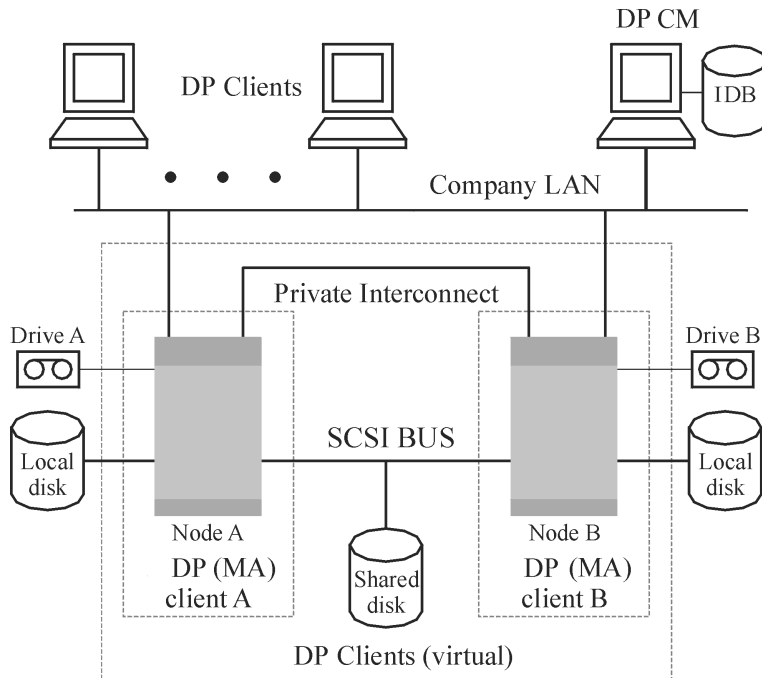 DP CM
DP Clients
IDB
Company LAN
Private Interconnect
Drive A
Drive B
SCSI BUS
Local
disk
Local
disk
Node A
Node B
DP (MA)
client A
Shared
disk
DP (MA)
client B
DP Clients (virtual)